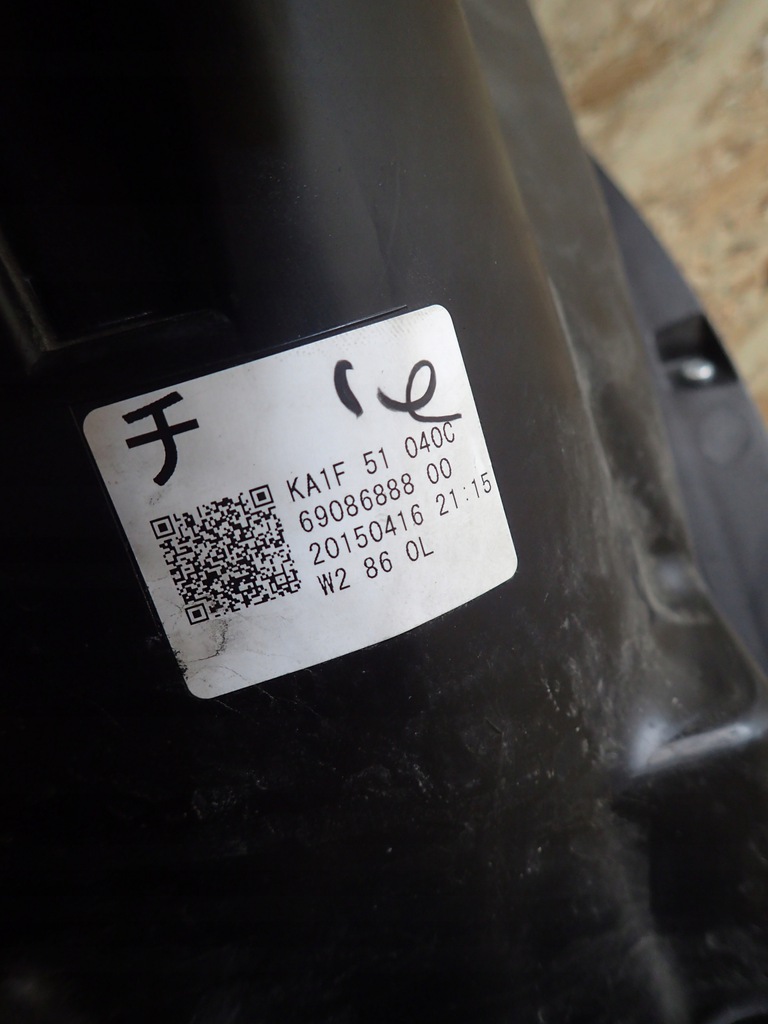 チ
KA1F 51 040C
69086888 00
20150416 21:15
W2 86 0L